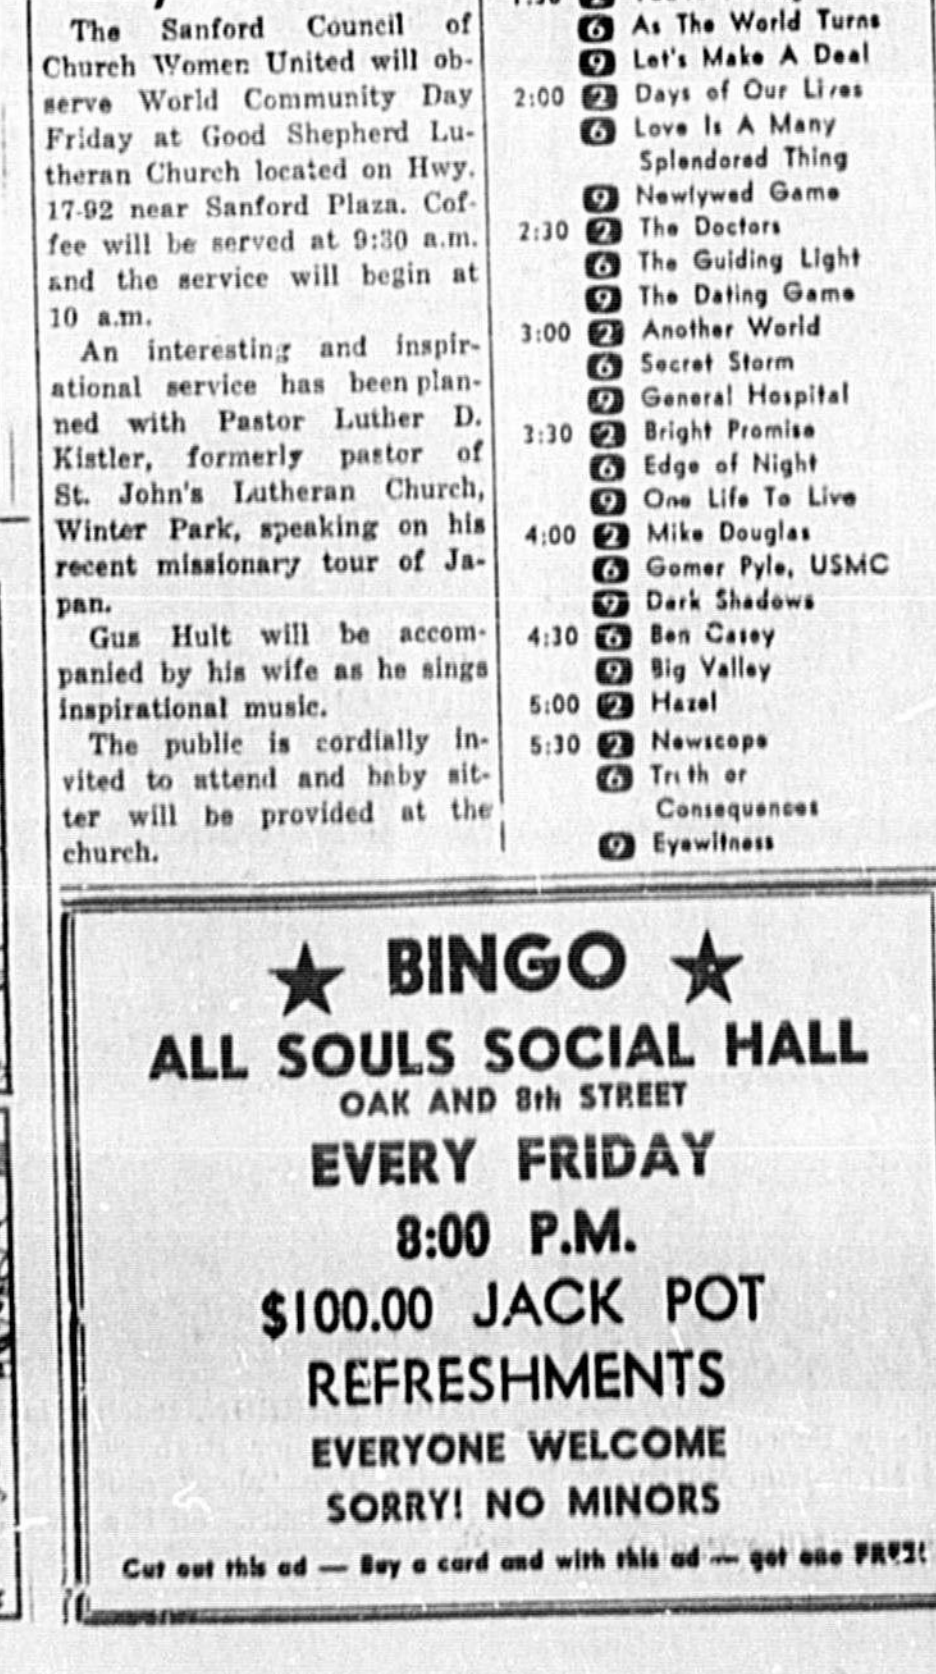 The Sanford Council of
Church Women United will ob-
serve World Community Day
Friday at Good Shepherd Lu-
theran Church located on Hwy.
17-92 near Sanford Plaza. Cof-
fee will be served at 9:30 a.m.
and the service will begin at
10 a.m.
An interesting and inspir-
ational service has been plan-
ned with Pastor Luther D.
Kistler, formerly pastor of
St. John's Lutheran Church,
Winter Park, speaking on his
recent missionary tour of Ja-
pan.
Gus Hult will be accom-
panied by his wife as he sings
inspirational music.
The public is cordially in-
vited to attend and baby sit-
ter will be provided at the
church.
6 As The World Turns
9 Let's Make A Deal
2:00 2 Days of Our Lives
6 Love Is A Many
Splendored Thing
9 Newlywed Game
2:30 2 The Doctors
6 The Guiding Light
9 The Dating Game
3:00 2 Another World
6 Secret Storm
9 General Hospital
3:30 2 Bright Promise
6 Edge of Night
9 One Life To Live
4:00 2 Mike Douglas
6 Gomer Pyle, USMC
9 Dark Shadows
4:30 6 Ben Casey
9 Big Valley
5:00 2 Hazel
5:30 2 Newscope
6 Truth or
Consequences
9 Eyewitness
★ BINGO ★
ALL SOULS SOCIAL HALL
OAK AND 8th STREET
EVERY FRIDAY
8:00 P.M.
$100.00 JACK POT
REFRESHMENTS
EVERYONE WELCOME
SORRY! NO MINORS
Cut out this ad — Buy a card and with this ad — get one FREE!